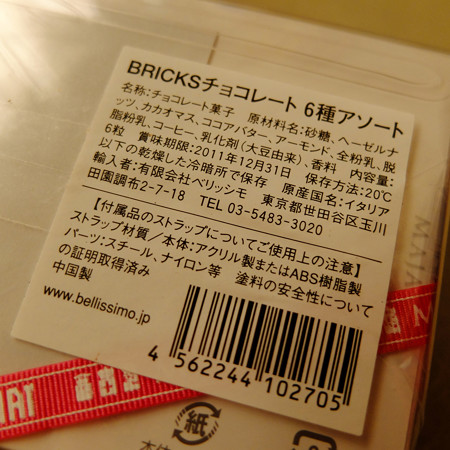 BRICKSチョコレート 6種アソート
名称:チョコレート菓子 原材料名:砂糖、ヘーゼルナ
ッツ、カカオマス、ココアバター、アーモンド、全粉乳、脱
脂粉乳、コーヒー、乳化剤(大豆由来)、香料 内容量:
6粒 賞味期限:2011年12月31日 保存方法:20℃
以下の乾燥した冷暗所で保存 原産国名:イタリア
輸入者:有限会社ベリッシモ 東京都世田谷区玉川
田園調布2-7-18 TEL 03-5483-3020
【付属品のストラップについてご使用上の注意】
ストラップ材質/本体:アクリル製またはABS樹脂製
パーツ:スチール、ナイロン等 塗料の安全性について
の証明取得済み
中国製
www.bellissimo.jp
4 562244 102705
紙
本体